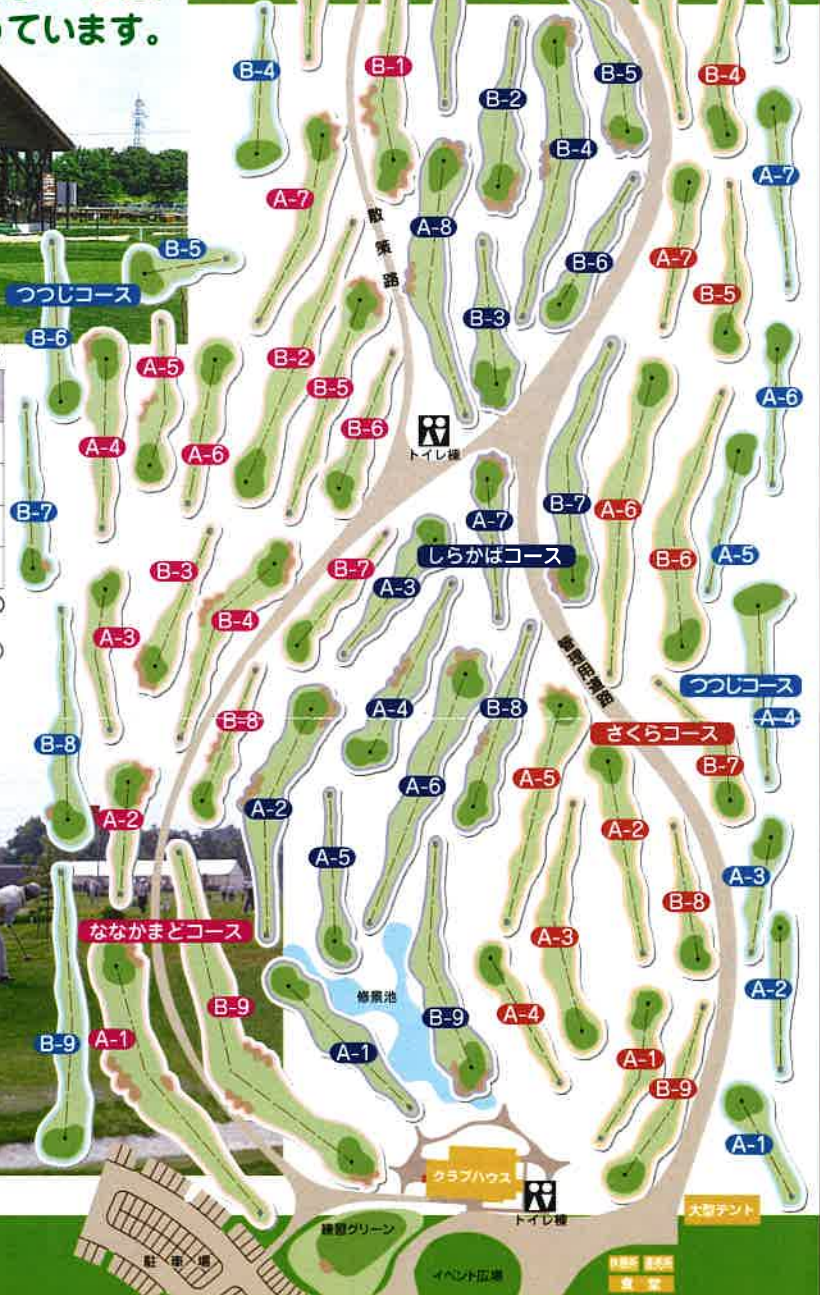 っています。
B-4
B-1
B-2
B-5
B-4
B-4
A-7
A-7
散策路
A-8
B-5
A-7
B-6
つつじコース
B-5
B-3
B-6
A-5
B-2
B-5
A-6
A-4
A-6
B-6
トイレ棟
B-7
A-7
B-7
A-6
しらかばコース
B-6
A-5
B-3
B-7
A-3
A-3
B-4
つつじコース
A-4
B-8
A-4
B-8
さくらコース
B-8
B-7
A-5
A-6
A-2
A-2
A-2
A-5
A-3
B-8
ななかまどコース
A-3
A-2
修景池
B-9
A-4
B-9
B-9
A-1
A-1
A-1
B-9
A-1
クラブハウス
トイレ棟
大型テント
練習グリーン
駐車場
イベント広場
食堂